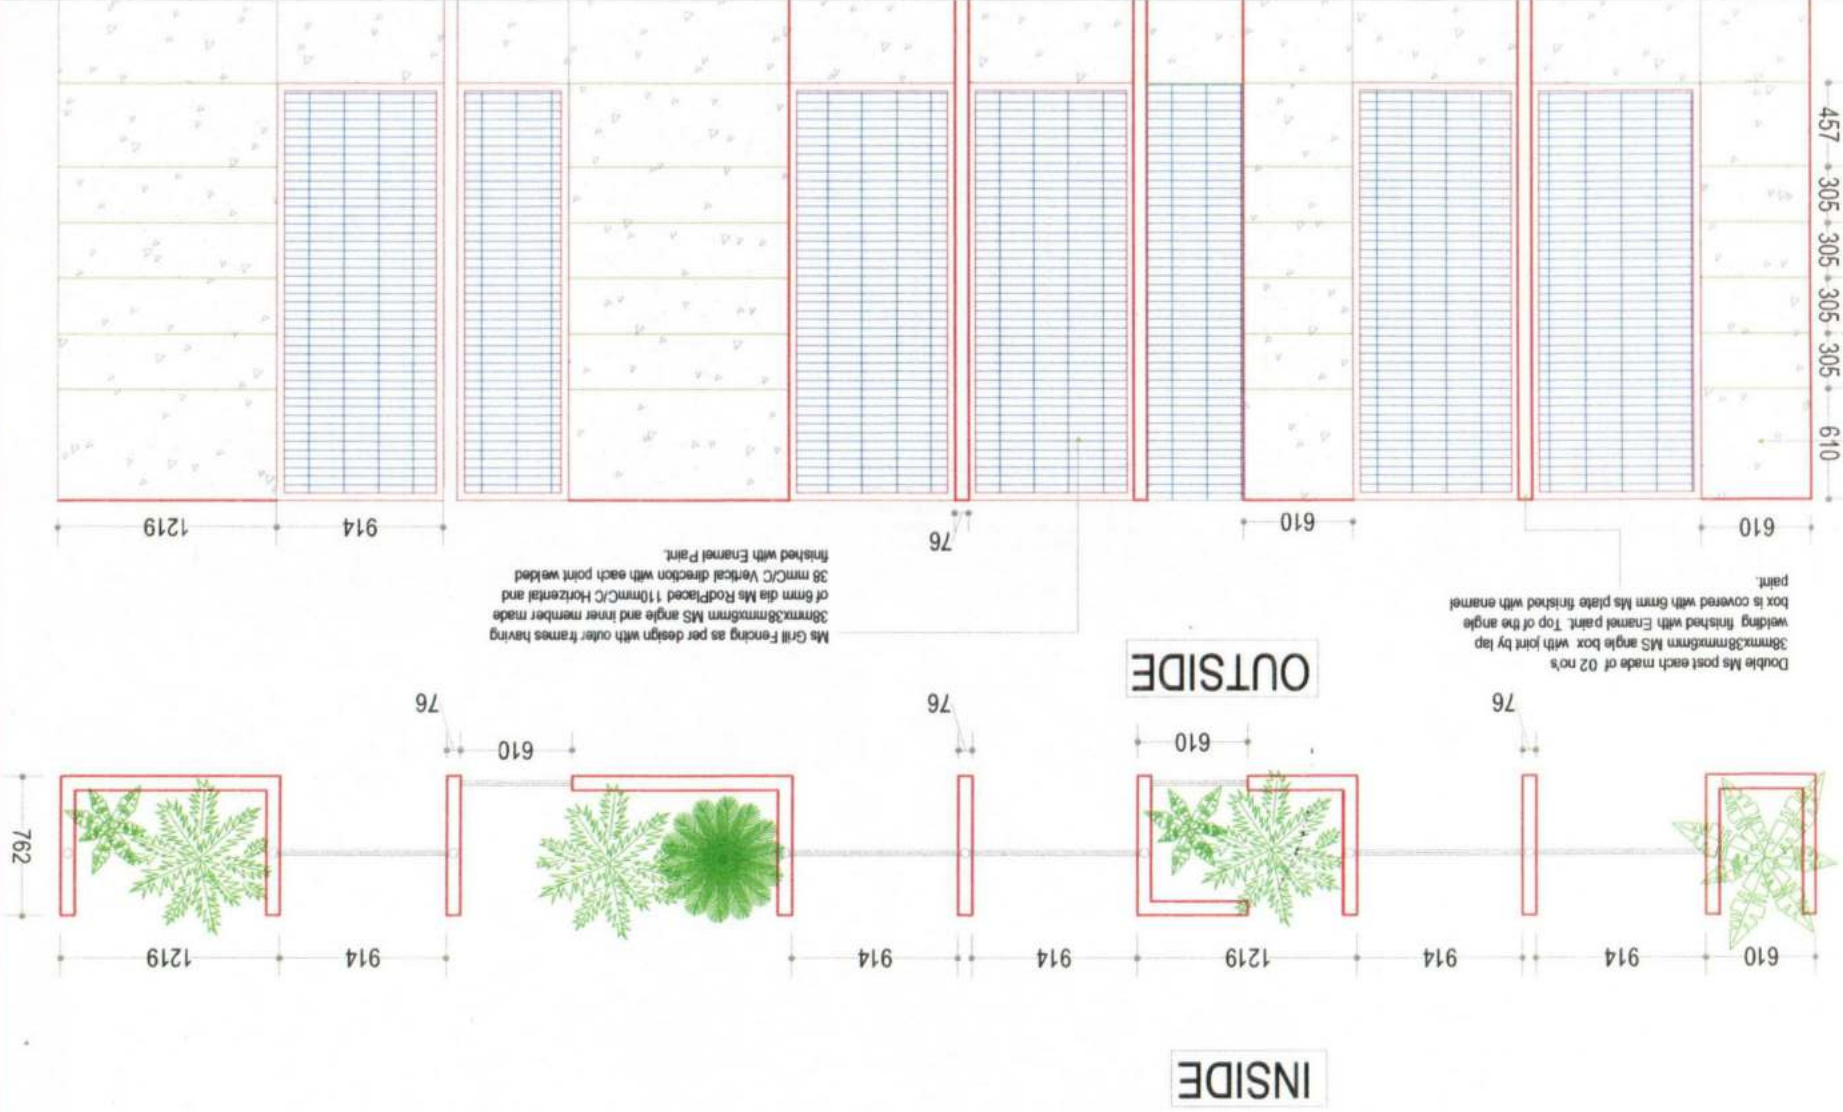 INSIDE
610
914
914
1219
914
914
914
1219
762
610
610
76
76
76
OUTSIDE
Double Ms post each made of 02 no's
38mmx38mmx6mm MS angle box with joint by lap
welding finished with Enamel paint. Top of the angle
box is covered with 6mm Ms plate finished with enamel
paint.
Ms Grill Fencing as per design with outer frames having
38mmx38mmx6mm MS angle and inner member made
of 6mm dia Ms RodPlaced 110mmC/C Horizental and
38 mmC/C Vertical direction with each point welded
finished with Enamel Paint.
610
610
76
914
1219
610
305
305
305
305
457